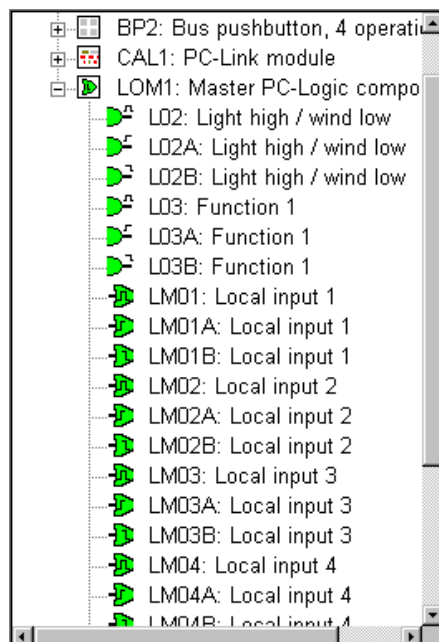 BP2: Bus pushbutton, 4 operati
CAL1: PC-Link module
LOM1: Master PC-Logic compo
L02: Light high / wind low
L02A: Light high / wind low
L02B: Light high / wind low
L03: Function 1
L03A: Function 1
L03B: Function 1
LM01: Local input 1
LM01A: Local input 1
LM01B: Local input 1
LM02: Local input 2
LM02A: Local input 2
LM02B: Local input 2
LM03: Local input 3
LM03A: Local input 3
LM03B: Local input 3
LM04: Local input 4
LM04A: Local input 4
LM04B: Local input 4